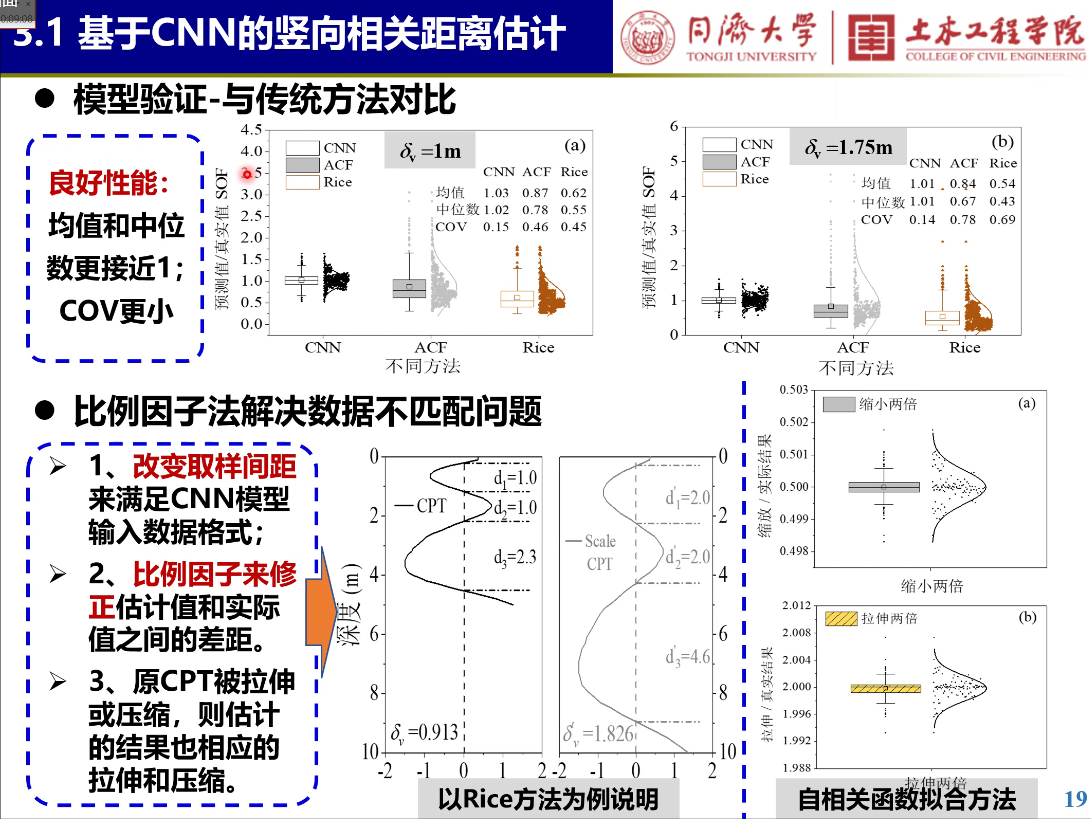 面 ×
0:09:08
3.1 基于CNN的竖向相关距离估计
同濟大学
TONGJI UNIVERSITY
土木工程学院
COLLEGE OF CIVIL ENGINEERING
● 模型验证-与传统方法对比
良好性能：
均值和中位
数更接近1；
COV更小
预测值/真实值 SOF
4.5
4.0
3.5
3.0
2.5
2.0
1.5
1.0
0.5
0.0
CNN
ACF
Rice
δv =1m
(a)
CNN ACF Rice
均值 1.03 0.87 0.62
中位数 1.02 0.78 0.55
COV 0.15 0.46 0.45
CNN ACF Rice
不同方法
预测值/真实值 SOF
6
5
4
3
2
1
0
CNN
ACF
Rice
δv =1.75m
(b)
CNN ACF Rice
均值 1.01 0.84 0.54
中位数 1.01 0.67 0.43
COV 0.14 0.78 0.69
CNN ACF Rice
不同方法
● 比例因子法解决数据不匹配问题
➢ 1、改变取样间距
来满足CNN模型
输入数据格式；
➢ 2、比例因子来修
正估计值和实际
值之间的差距。
➢ 3、原CPT被拉伸
或压缩，则估计
的结果也相应的
拉伸和压缩。
深度 (m)
0
2
4
6
8
10
CPT
d1=1.0
d2=1.0
d3=2.3
δv =0.913
-2 -1 0 1 2
Scale
CPT
d'1=2.0
d'2=2.0
d'3=4.6
δ'v =1.826
-2 -1 0 1 2
0
2
4
6
8
10
以Rice方法为例说明
缩放 / 实际结果
0.503
0.502
0.501
0.500
0.499
0.498
缩小两倍
(a)
缩小两倍
拉伸 / 真实结果
2.012
2.008
2.004
2.000
1.996
1.992
1.988
拉伸两倍
(b)
拉伸两倍
自相关函数拟合方法
19